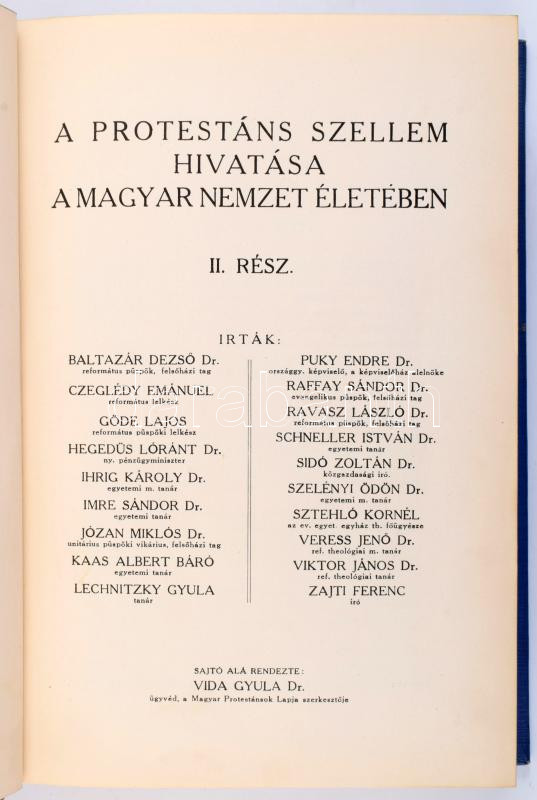 A PROTESTÁNS SZELLEM
HIVATÁSA
A MAGYAR NEMZET ÉLETÉBEN
II. RÉSZ.
IRTÁK:
BALTAZÁR DEZSŐ Dr.
református püspök, felsőházi tag
CZEGLÉDY EMÁNUEL
református lelkész
GŐDE LAJOS
református püspöki lelkész
HEGEDÜS LÓRÁNT Dr.
ny. pénzügyminiszter
IHRIG KÁROLY Dr.
egyetemi m. tanár
IMRE SÁNDOR Dr.
egyetemi tanár
JÓZAN MIKLÓS Dr.
unitárius püspöki vikárius, felsőházi tag
KAAS ALBERT BÁRÓ
egyetemi tanár
LECHNITZKY GYULA
tanár
PUKY ENDRE Dr.
országgy. képviselő, a képviselőház alelnöke
RAFFAY SÁNDOR Dr.
evangelikus püspök, felsőházi tag
RAVASZ LÁSZLÓ Dr.
református püspök, felsőházi tag
SCHNELLER ISTVÁN Dr.
egyetemi tanár
SIDÓ ZOLTÁN Dr.
közgazdasági író.
SZELÉNYI ÖDÖN Dr.
egyetemi m. tanár
SZTEHLÓ KORNÉL
az ev. egyet. egyház tb. főügyésze
VERESS JENŐ Dr.
ref. theológiai m. tanár
VIKTOR JÁNOS Dr.
ref. theológiai tanár
ZAJTI FERENC
író
SAJTÓ ALÁ RENDEZTE:
VIDA GYULA Dr.
ügyvéd, a Magyar Protestánsok Lapja szerkesztője